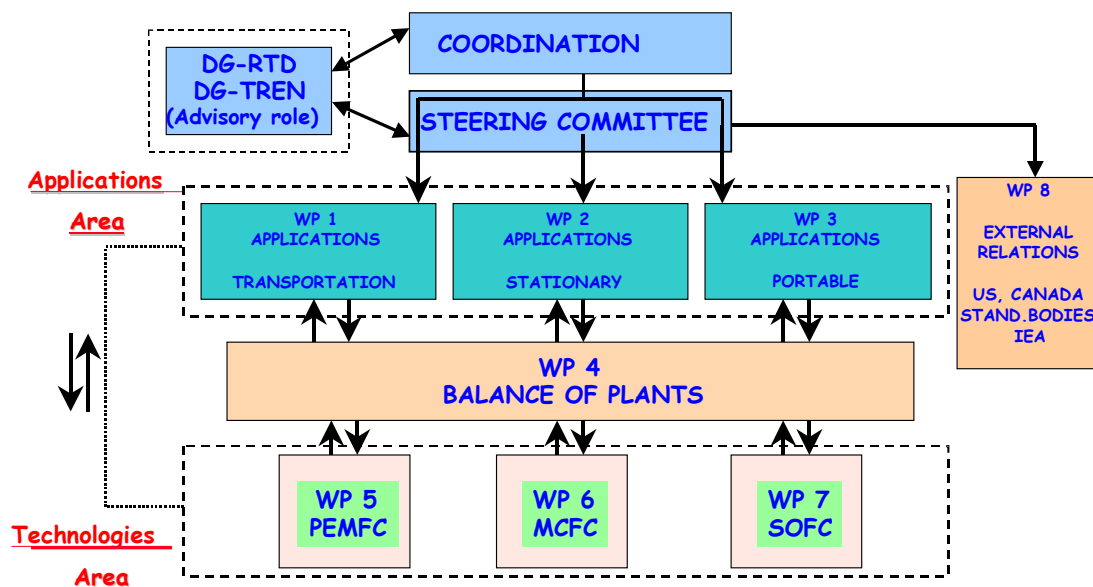 COORDINATION
DG-RTD
DG-TREN
(Advisory role)
STEERING COMMITTEE
Applications
Area
WP 1
APPLICATIONS
TRANSPORTATION
WP 2
APPLICATIONS
STATIONARY
WP 3
APPLICATIONS
PORTABLE
WP 8
EXTERNAL
RELATIONS
US, CANADA
STAND.BODIES
IEA
WP 4
BALANCE OF PLANTS
WP 5
PEMFC
WP 6
MCFC
WP 7
SOFC
Technologies
Area